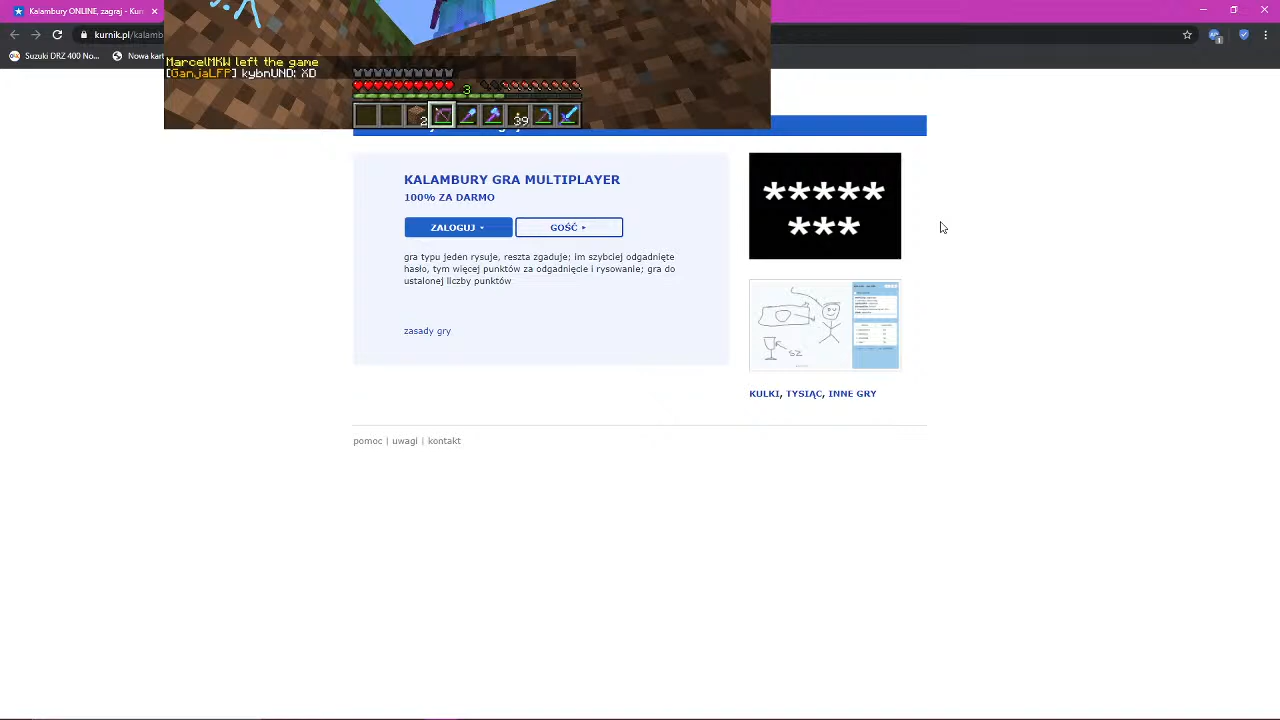 Kalambury ONLINE, zagraj - Kurn
kurnik.pl/kalamb
Suzuki DRZ 400 No...
Nowa kart
MarcelMKW left the game
[GanjaLFP] kybnUND: XD
3
2
39
KALAMBURY GRA MULTIPLAYER
100% ZA DARMO
ZALOGUJ
GOŚĆ
gra typu jeden rysuje, reszta zgaduje; im szybciej odgadnięte
hasło, tym więcej punktów za odgadnięcie i rysowanie; gra do
ustalonej liczby punktów
zasady gry
*****
***
SZ
KULKI, TYSIĄC, INNE GRY
pomoc | uwagi | kontakt